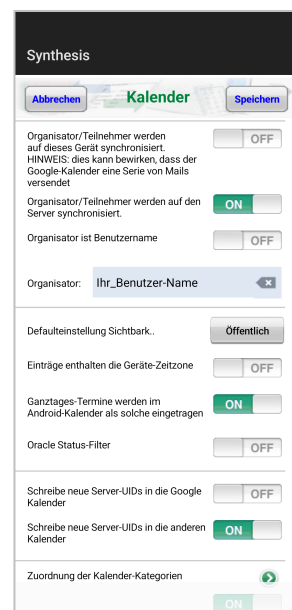 Synthesis
Abbrechen
Kalender
Speichern
Organisator/Teilnehmer werden
auf dieses Gerät synchronisiert.
HINWEIS: dies kann bewirken, dass der
Google-Kalender eine Serie von Mails
versendet
OFF
Organisator/Teilnehmer werden auf den
Server synchronisiert.
ON
Organisator ist Benutzername
OFF
Organisator:
Ihr_Benutzer-Name
Defaulteinstellung Sichtbark..
Öffentlich
Einträge enthalten die Geräte-Zeitzone
OFF
Ganztages-Termine werden im
Android-Kalender als solche eingetragen
ON
Oracle Status-Filter
OFF
Schreibe neue Server-UIDs in die Google
Kalender
OFF
Schreibe neue Server-UIDs in die anderen
Kalender
ON
Zuordnung der Kalender-Kategorien
ON